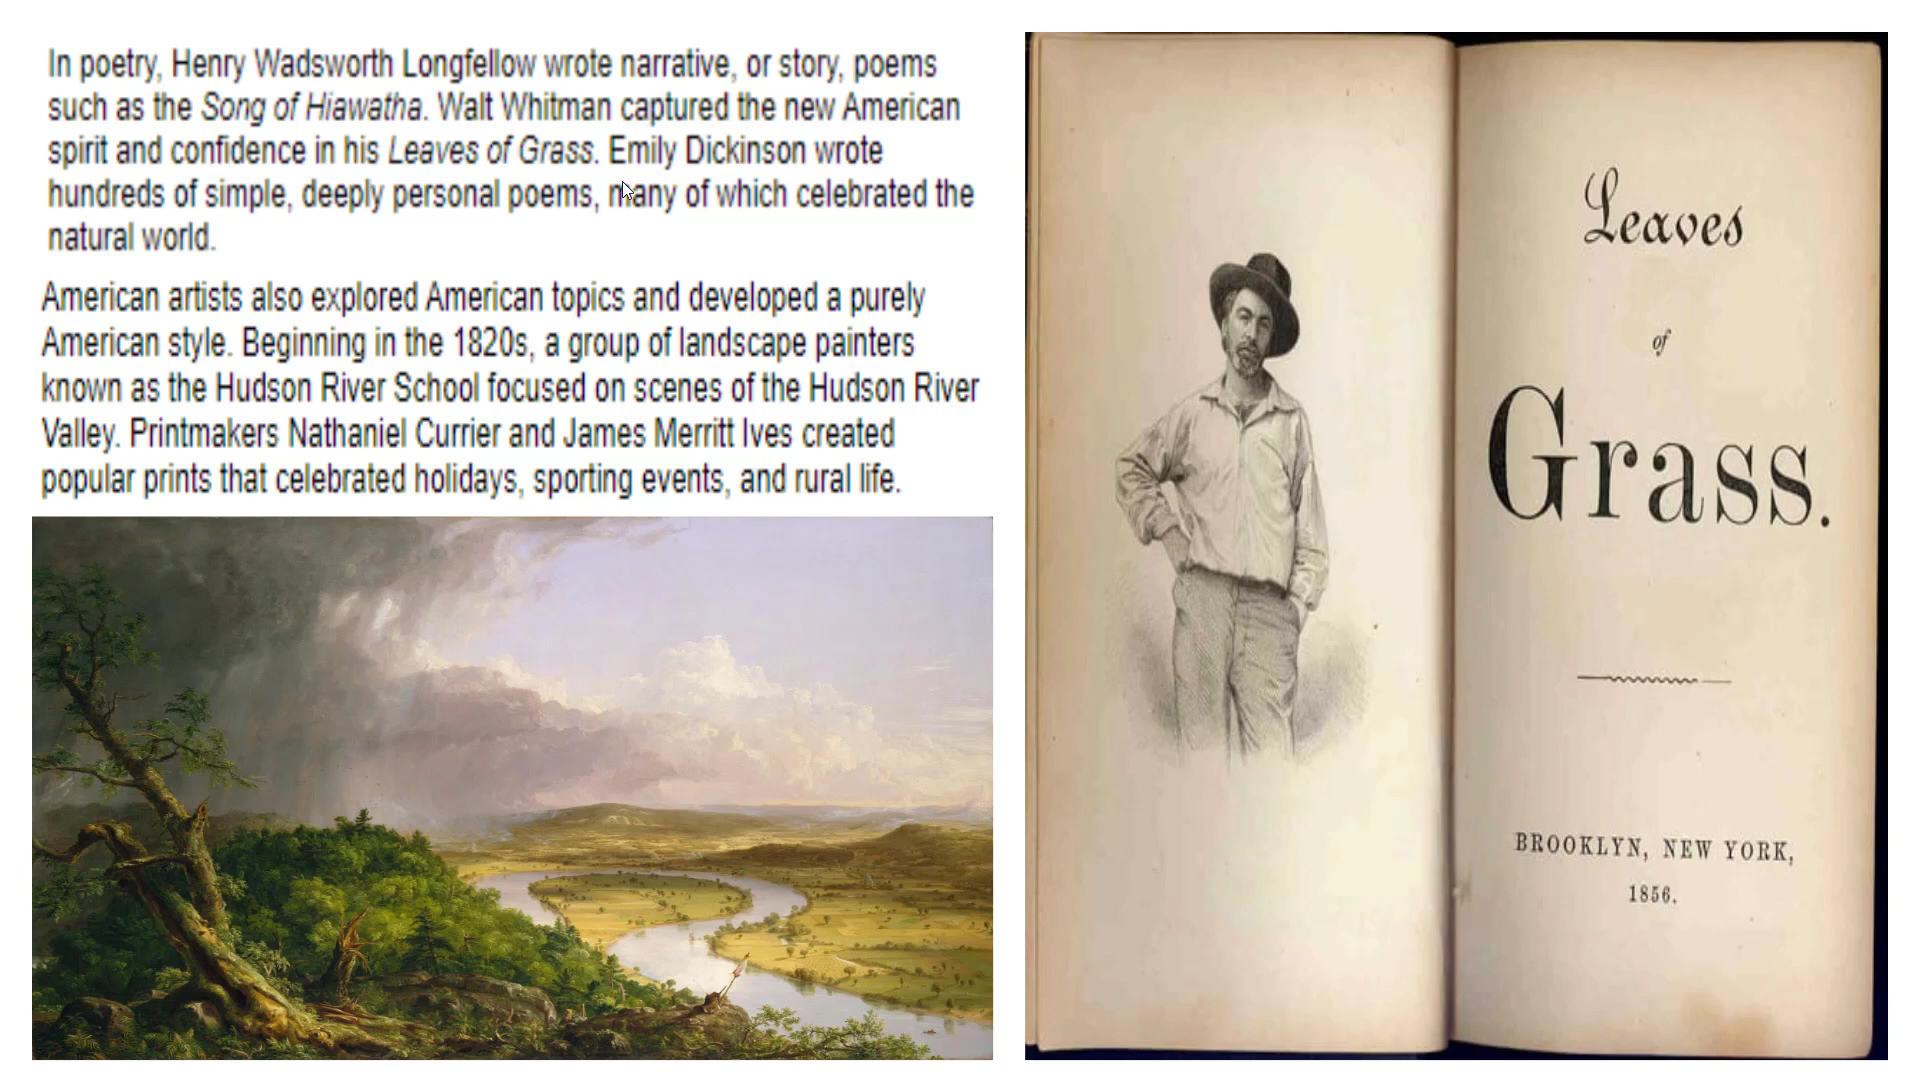 In poetry, Henry Wadsworth Longfellow wrote narrative, or story, poems
such as the Song of Hiawatha. Walt Whitman captured the new American
spirit and confidence in his Leaves of Grass. Emily Dickinson wrote
hundreds of simple, deeply personal poems, many of which celebrated the
natural world.
American artists also explored American topics and developed a purely
American style. Beginning in the 1820s, a group of landscape painters
known as the Hudson River School focused on scenes of the Hudson River
Valley. Printmakers Nathaniel Currier and James Merritt Ives created
popular prints that celebrated holidays, sporting events, and rural life.
Leaves
of
Grass.
BROOKLYN, NEW YORK,
1856.